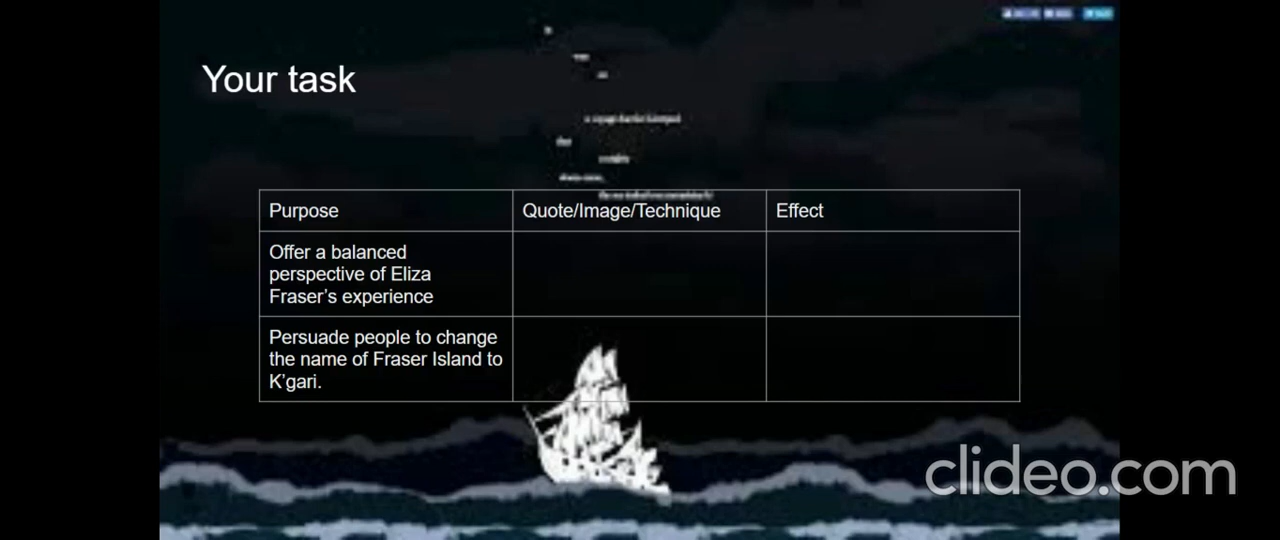 Your task
Purpose
Quote/Image/Technique
Effect
Offer a balanced
perspective of Eliza
Fraser's experience
Persuade people to change
the name of Fraser Island to
K'gari.
clideo.com